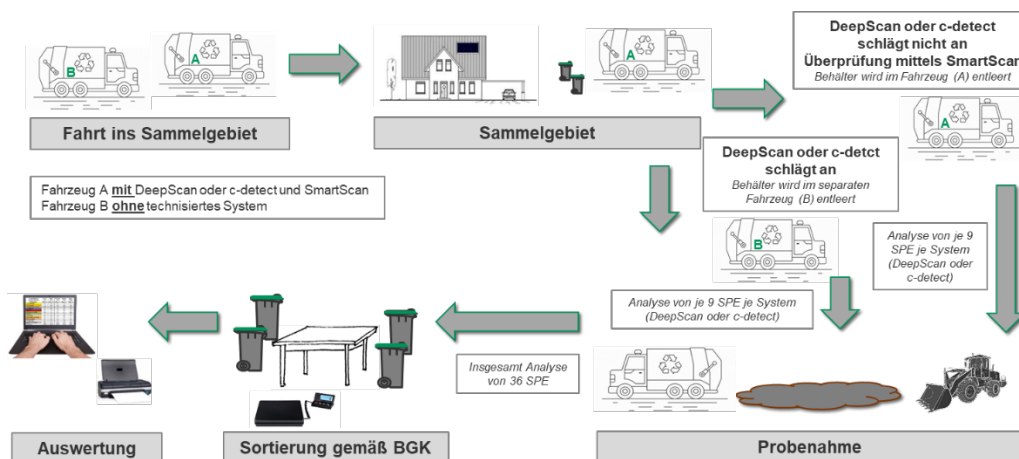 B
A
Fahrt ins Sammelgebiet
A
Sammelgebiet
DeepScan oder c-detect
schlägt nicht an
Überprüfung mittels SmartScan
Behälter wird im Fahrzeug (A) entleert
A
Fahrzeug A mit DeepScan oder c-detect und SmartScan
Fahrzeug B ohne technisiertes System
DeepScan oder c-detct
schlägt an
Behälter wird im separaten
Fahrzeug (B) entleert
B
Analyse von je 9
SPE je System
(DeepScan oder
c-detect)
Analyse von je 9 SPE je System
(DeepScan oder c-detect)
Insgesamt Analyse
von 36 SPE
Auswertung
Sortierung gemäß BGK
Probenahme